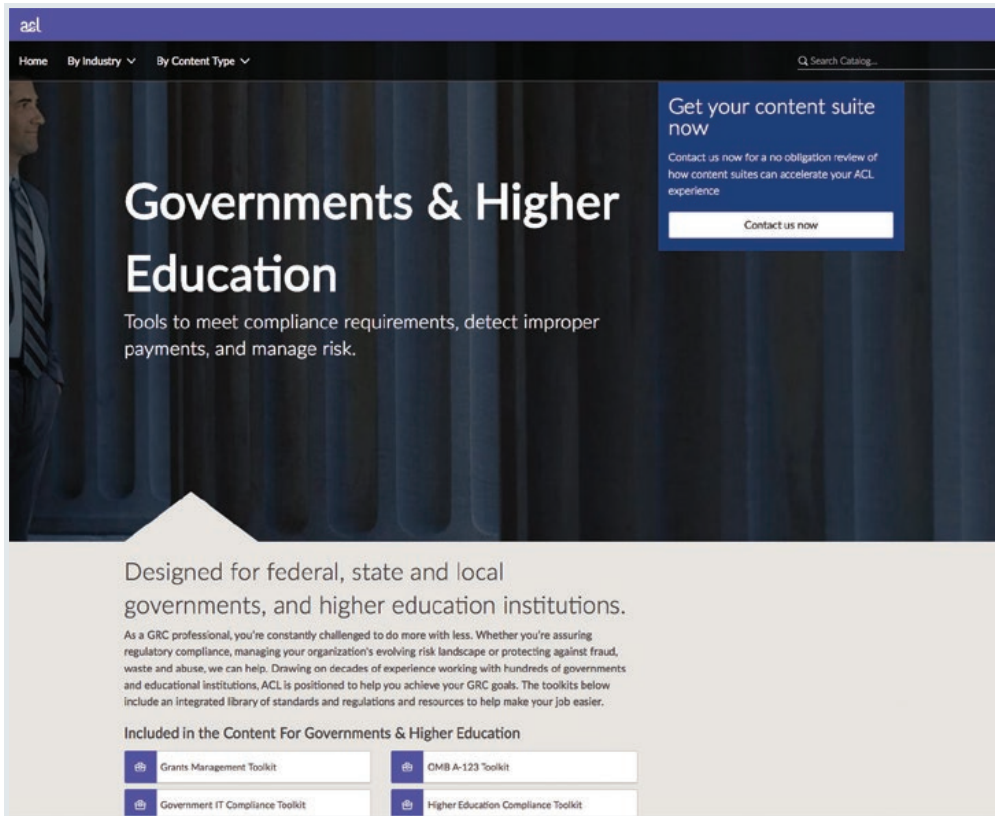 acl
Home By Industry By Content Type Search Catalog...
Get your content suite
now
Contact us now for a no obligation review of
how content suites can accelerate your ACL
experience
Contact us now
Governments & Higher
Education
Tools to meet compliance requirements, detect improper
payments, and manage risk.
Designed for federal, state and local
governments, and higher education institutions.
As a GRC professional, you're constantly challenged to do more with less. Whether you're assuring
regulatory compliance, managing your organization's evolving risk landscape or protecting against fraud,
waste and abuse, we can help. Drawing on decades of experience working with hundreds of governments
and educational institutions, ACL is positioned to help you achieve your GRC goals. The toolkits below
include an integrated library of standards and regulations and resources to help make your job easier.
Included in the Content For Governments & Higher Education
Grants Management Toolkit
OMB A-123 Toolkit
Government IT Compliance Toolkit
Higher Education Compliance Toolkit